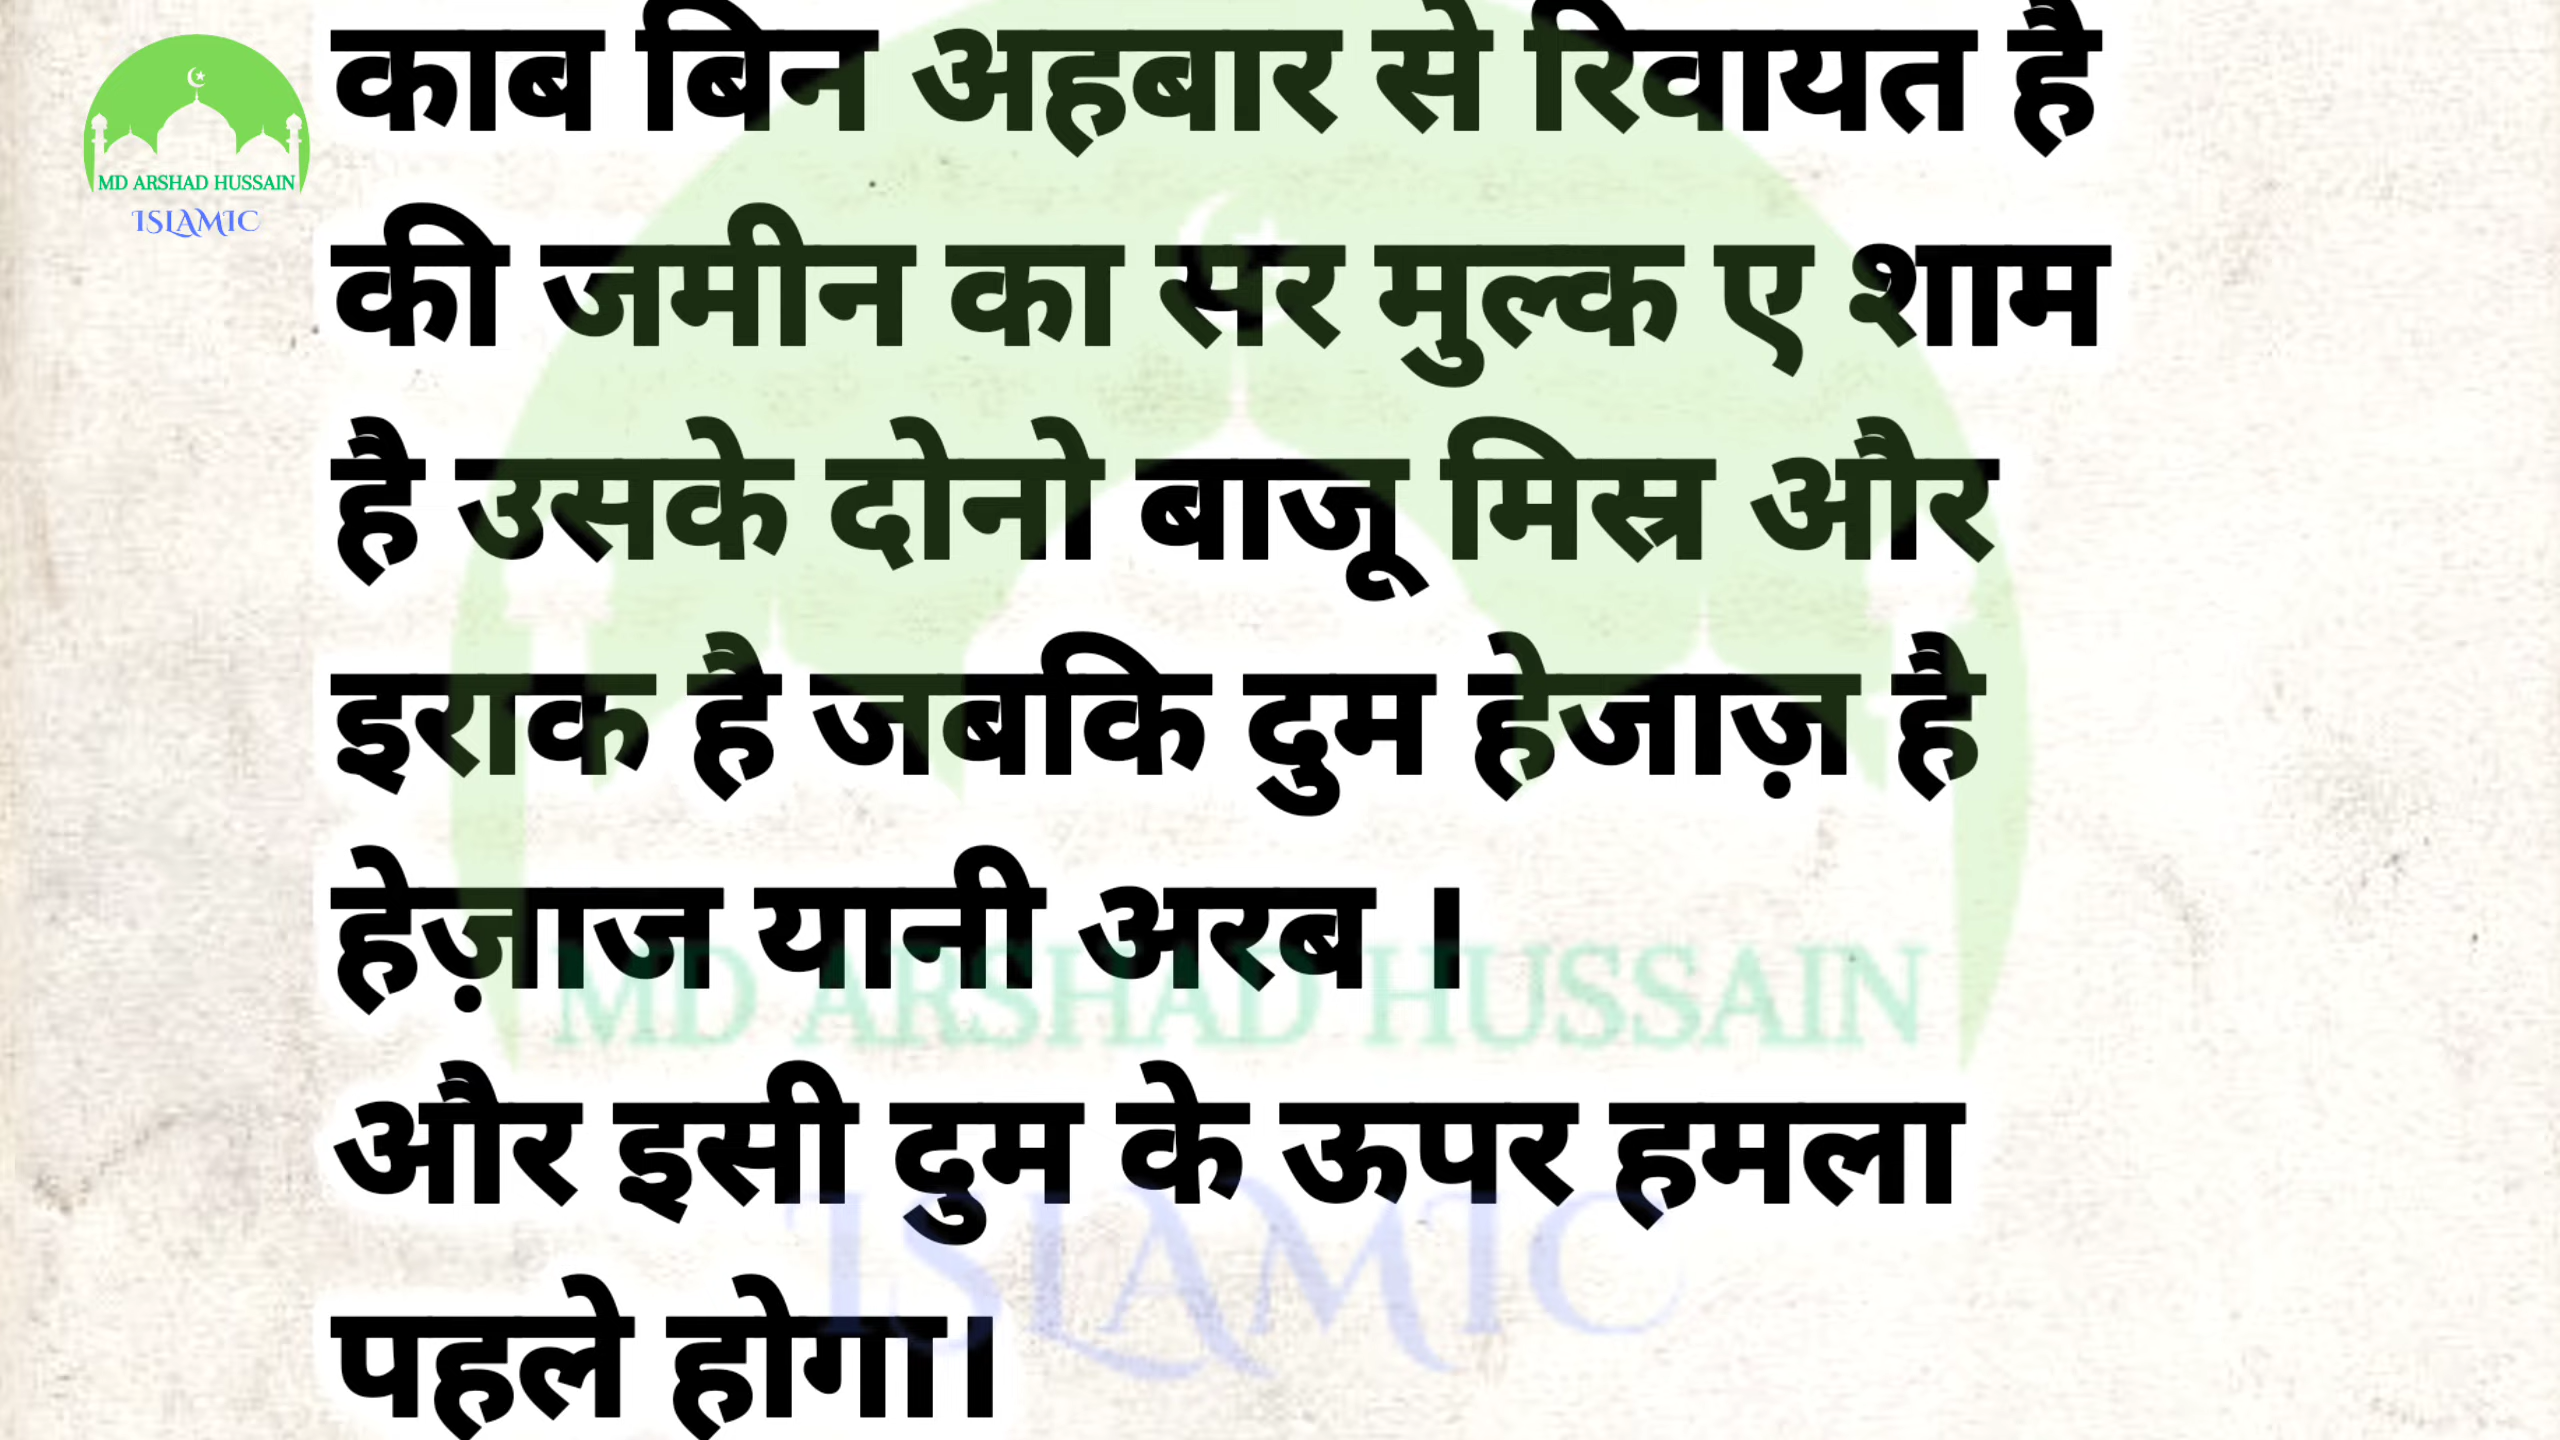 काब बिन अहबार से रिवायत है
की जमीन का सर मुल्क ए शाम
है उसके दोनो बाजू मिस्र और
इराक है जबकि दुम हेजाज़ है
हेज़ाज यानी अरब ।
और इसी दुम के ऊपर हमला
पहले होगा।
MD ARSHAD HUSSAIN
ISLAMIC
MD ARSHAD HUSSAIN
ISLAMIC